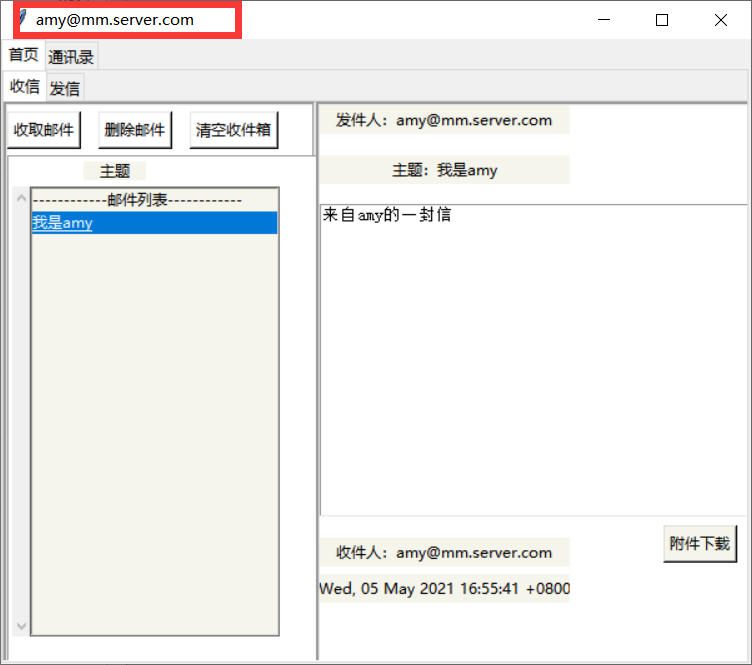 amy@mm.server.com
首页 通讯录
收信 发信
收取邮件 删除邮件 清空收件箱
主题
------------邮件列表------------
我是amy
发件人：amy@mm.server.com
主题：我是amy
来自amy的一封信
收件人：amy@mm.server.com
附件下载
Wed, 05 May 2021 16:55:41 +0800